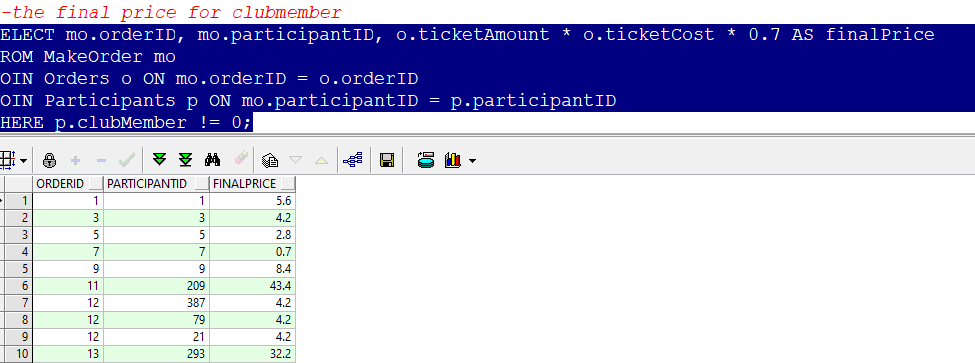 -the final price for clubmember
ELECT mo.orderID, mo.participantID, o.ticketAmount * o.ticketCost * 0.7 AS finalPrice
ROM MakeOrder mo
OIN Orders o ON mo.orderID = o.orderID
OIN Participants p ON mo.participantID = p.participantID
HERE p.clubMember != 0;
ORDERID PARTICIPANTID FINALPRICE
1 1 1 5.6
2 3 3 4.2
3 5 5 2.8
4 7 7 0.7
5 9 9 8.4
6 11 209 43.4
7 12 387 4.2
8 12 79 4.2
9 12 21 4.2
10 13 293 32.2